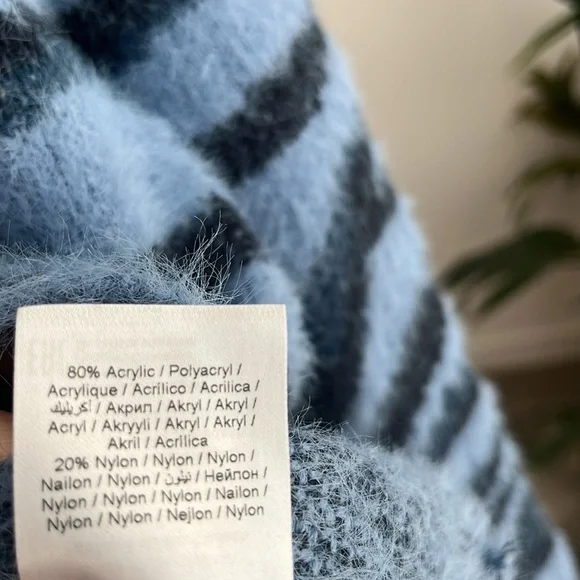 80% Acrylic / Polyacryl /
Acrylique / Acrílico / Acrilica /
أكريليك / Акрил / Akryl / Akryl /
Acryl / Akryyli / Akryl / Akryl /
Akril / Acrílica
20% Nylon / Nylon / Nylon /
Nailon / Nylon / نيلون / Нейлон /
Nylon / Nylon / Nylon / Nailon /
Nylon / Nylon / Nejlon / Nylon